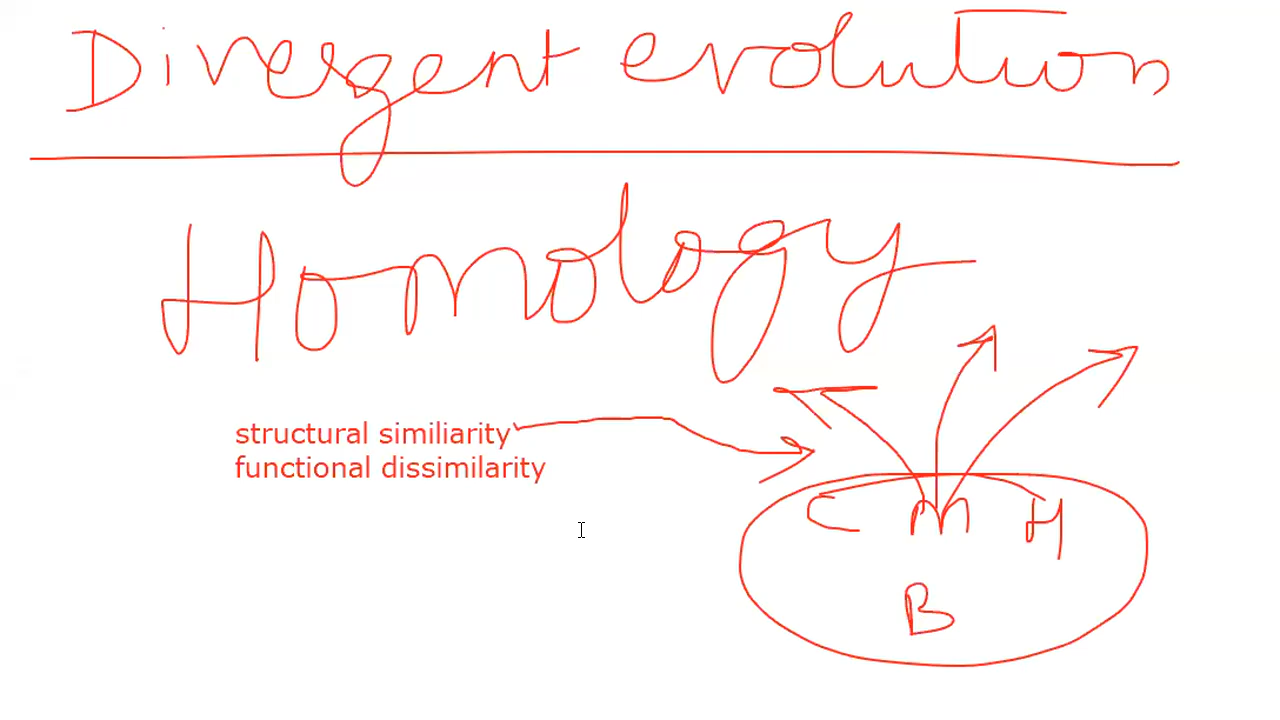 Divergent evolution
Homology
structural similiarity
functional dissimilarity
C m H
B